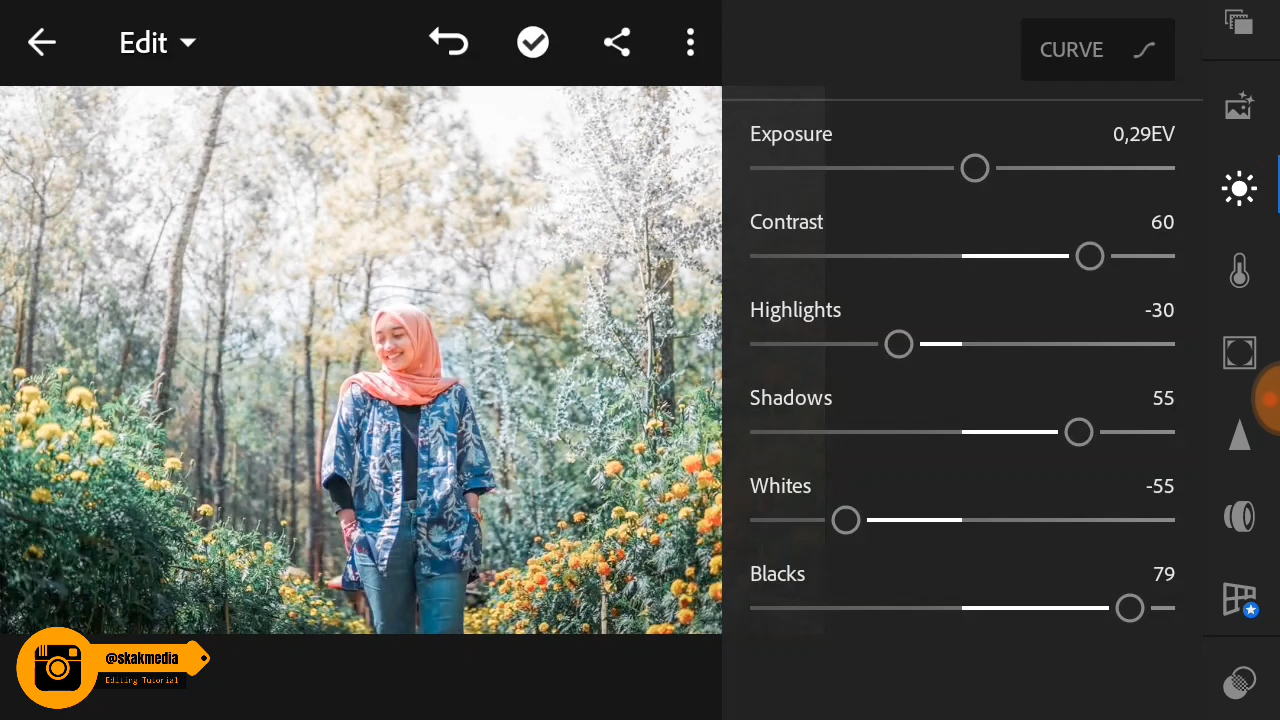 Edit
CURVE
Exposure 0,29EV
Contrast 60
Highlights -30
Shadows 55
Whites -55
Blacks 79
@skakmedia
Editing Tutorial